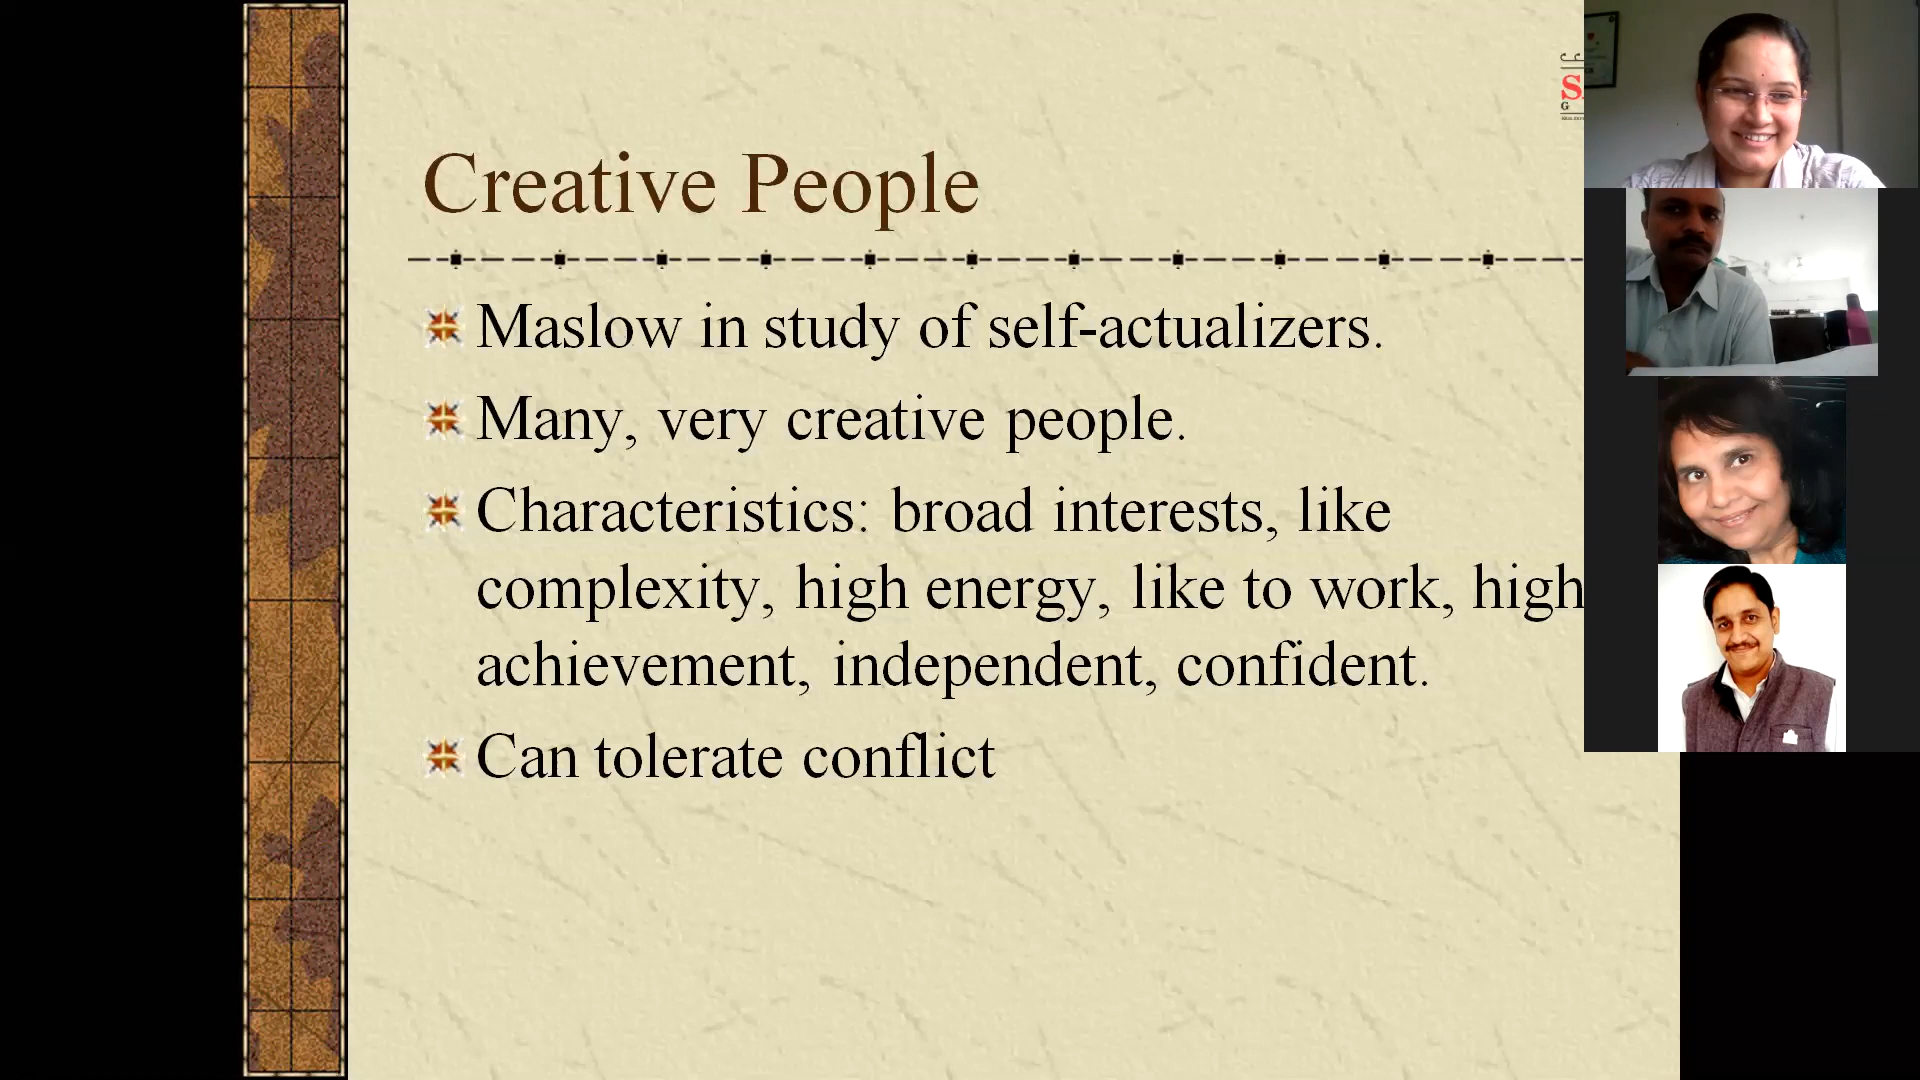 Creative People
Maslow in study of self-actualizers.
Many, very creative people.
Characteristics: broad interests, like
complexity, high energy, like to work, high
achievement, independent, confident.
Can tolerate conflict
S
G